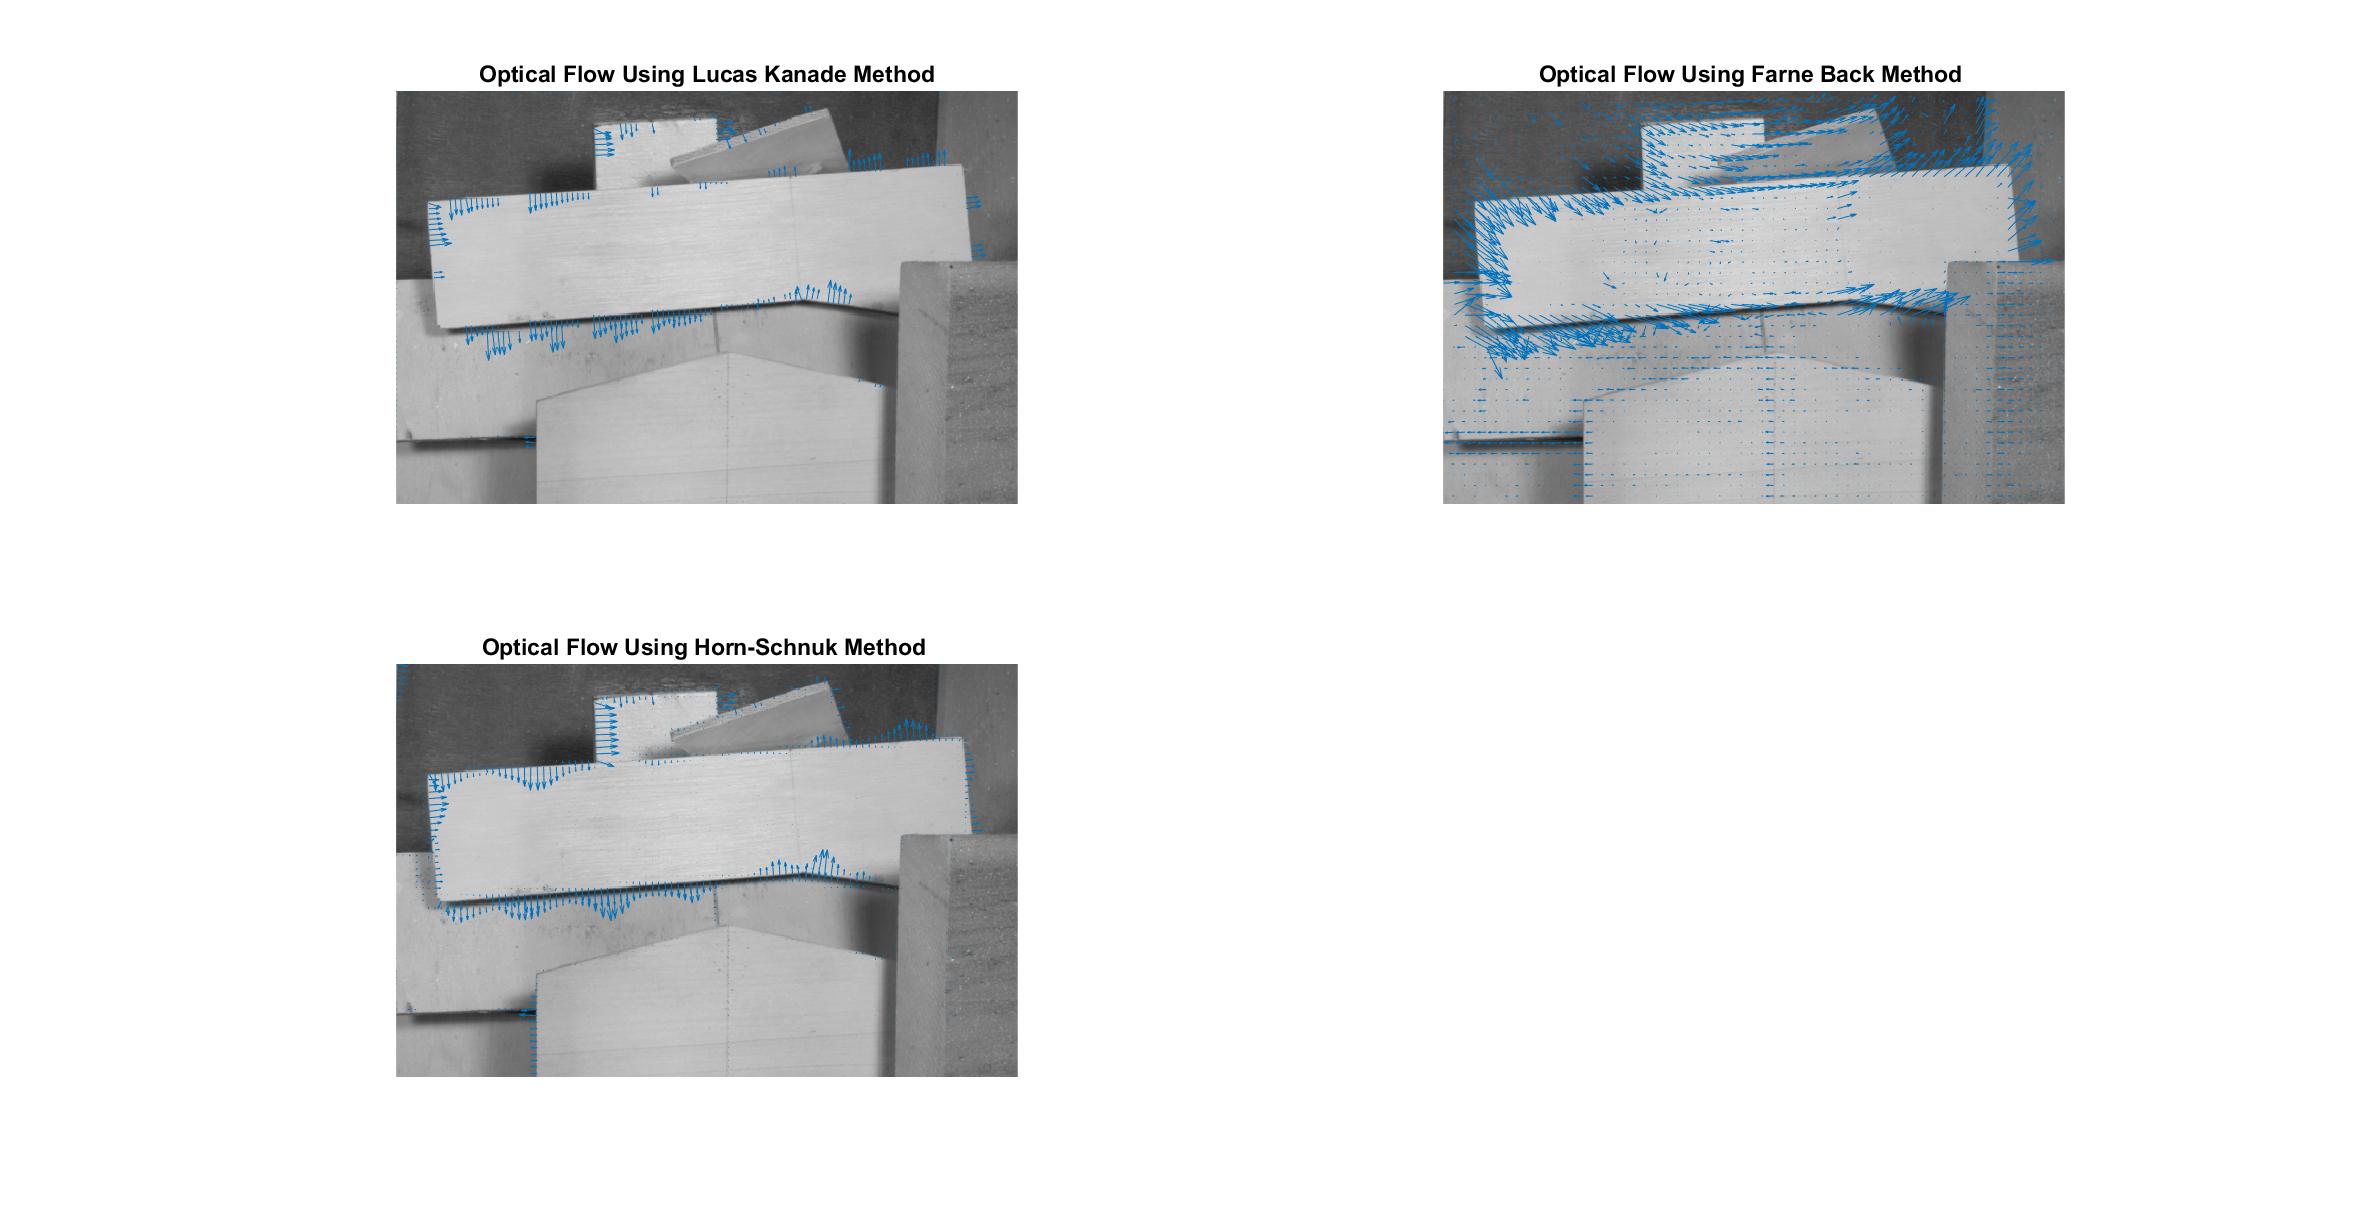 Optical Flow Using Lucas Kanade Method
Optical Flow Using Farne Back Method
Optical Flow Using Horn-Schnuk Method